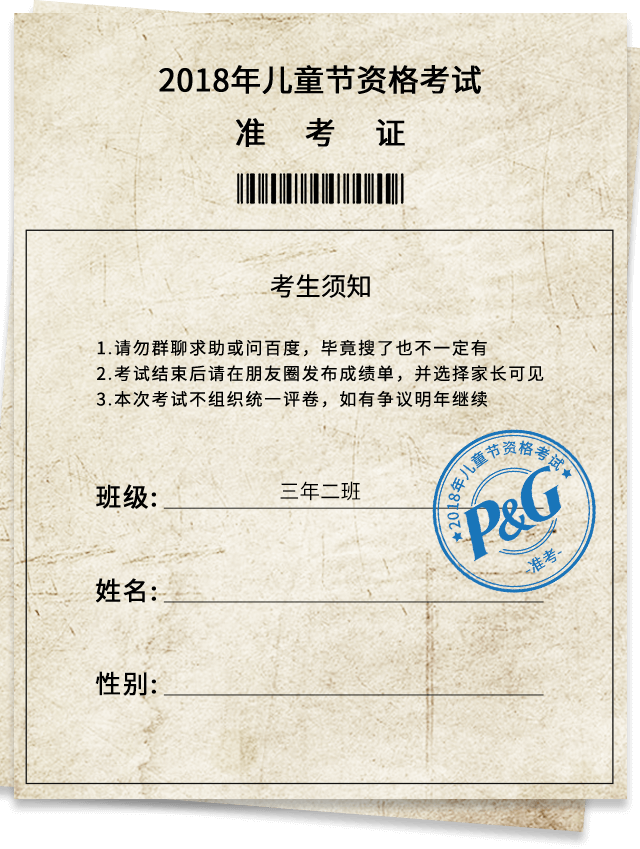 2018年儿童节资格考试
准 考 证
考生须知
1.请勿群聊求助或问百度，毕竟搜了也不一定有
2.考试结束后请在朋友圈发布成绩单，并选择家长可见
3.本次考试不组织统一评卷，如有争议明年继续
班级: 三年二班
★2018年儿童节资格考试★
P&G
-准考-
姓名:
性别: